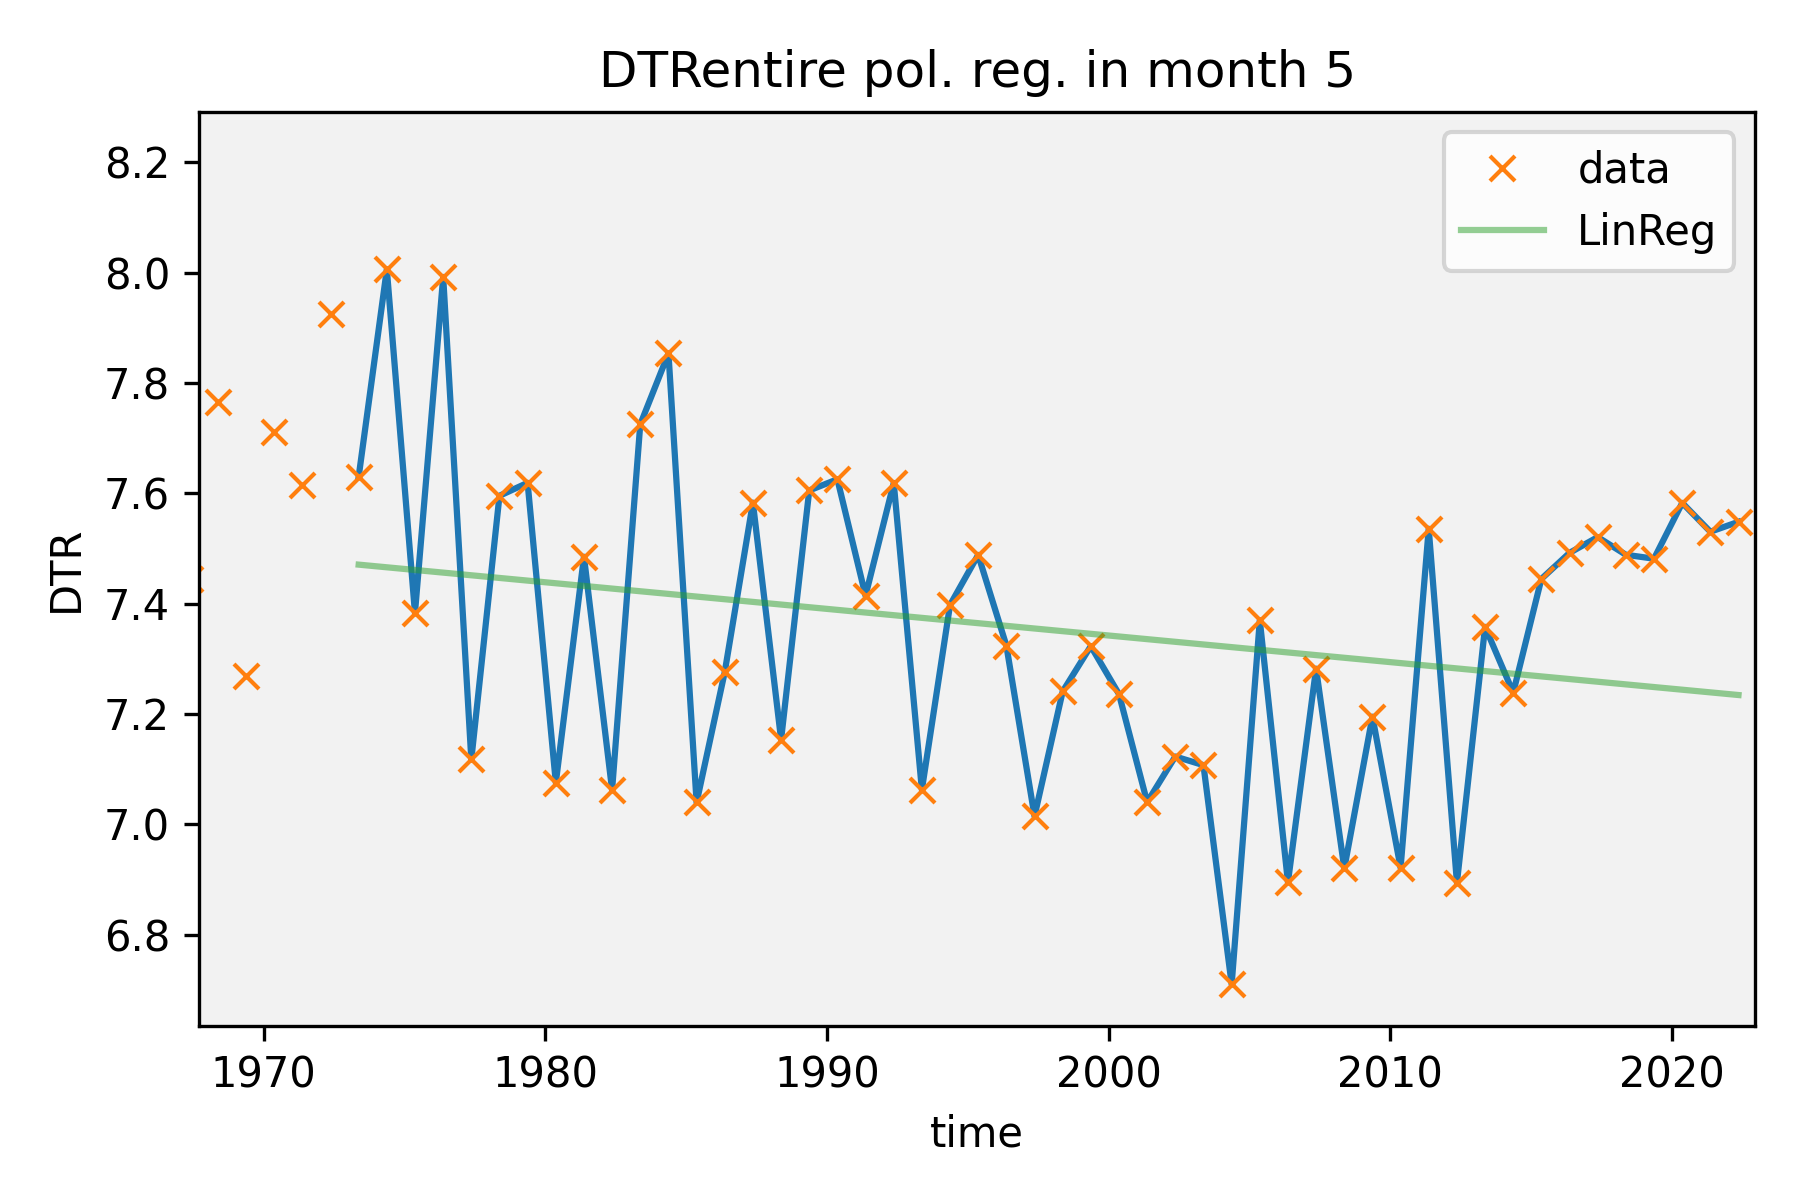 DTRentire pol. reg. in month 5
data
LinReg
8.2
8.0
7.8
7.6
7.4
7.2
7.0
6.8
DTR
1970 1980 1990 2000 2010 2020
time